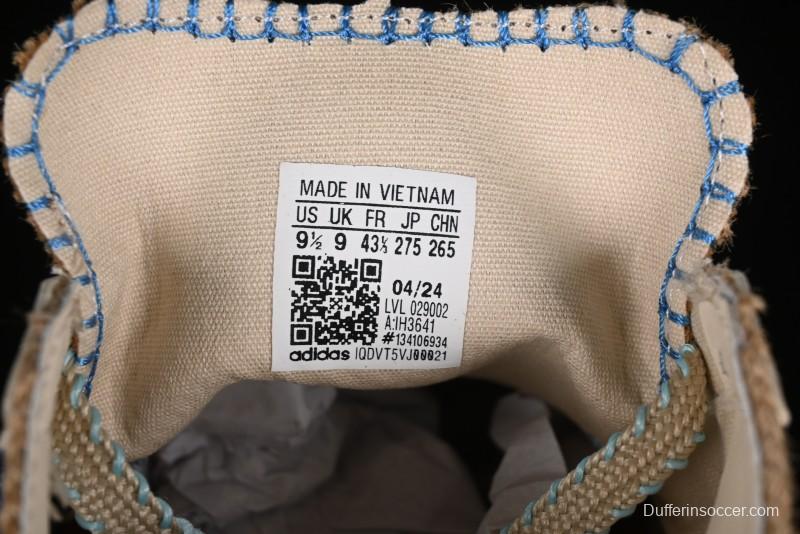 MADE IN VIETNAM
US UK FR JP CHN
9½ 9 43⅓ 275 265
04/24
LVL 029002
A:IH3641
#134106934
adidas IQDVT5VJ00021
Dufferinsoccer.com